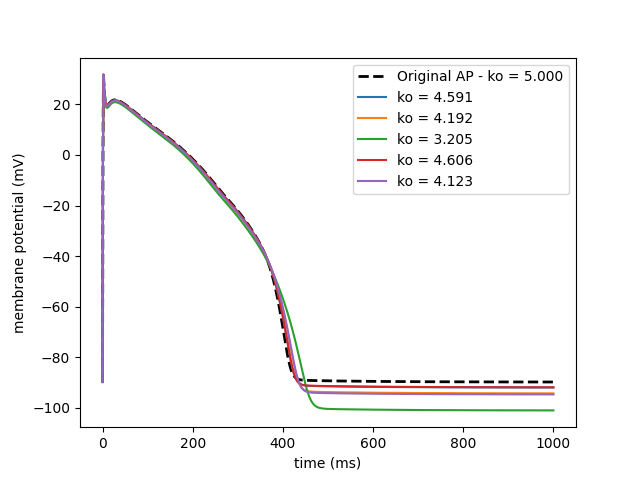 Original AP - ko = 5.000
ko = 4.591
ko = 4.192
ko = 3.205
ko = 4.606
ko = 4.123
20
0
−20
−40
−60
−80
−100
membrane potential (mV)
0 200 400 600 800 1000
time (ms)